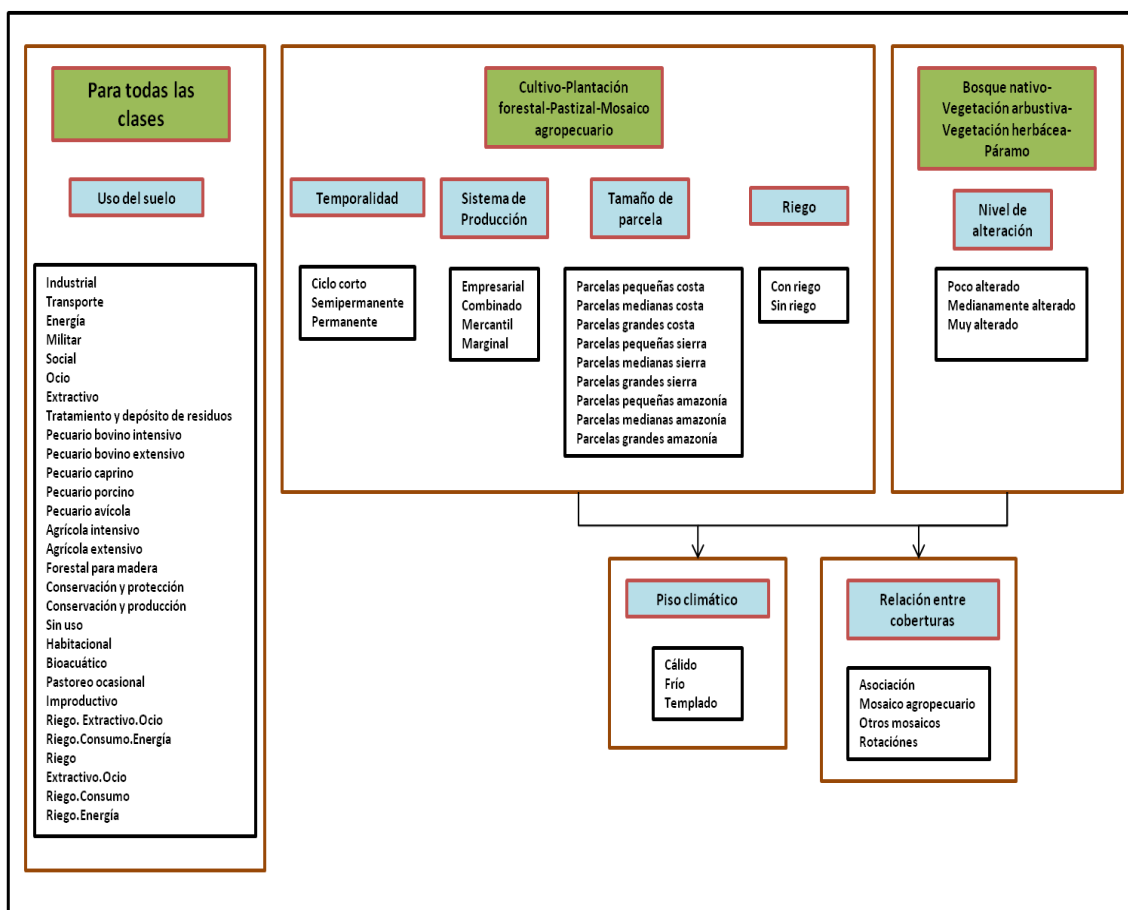 Para todas las
clases
Uso del suelo
Industrial
Transporte
Energía
Militar
Social
Ocio
Extractivo
Tratamiento y depósito de residuos
Pecuario bovino intensivo
Pecuario bovino extensivo
Pecuario caprino
Pecuario porcino
Pecuario avícola
Agrícola intensivo
Agrícola extensivo
Forestal para madera
Conservación y protección
Conservación y producción
Sin uso
Habitacional
Bioacuático
Pastoreo ocasional
Improductivo
Riego. Extractivo.Ocio
Riego.Consumo.Energía
Riego
Extractivo.Ocio
Riego.Consumo
Riego.Energía
Cultivo-Plantación
forestal-Pastizal-Mosaico
agropecuario
Temporalidad
Ciclo corto
Semipermanente
Permanente
Sistema de
Producción
Empresarial
Combinado
Mercantil
Marginal
Tamaño de
parcela
Parcelas pequeñas costa
Parcelas medianas costa
Parcelas grandes costa
Parcelas pequeñas sierra
Parcelas medianas sierra
Parcelas grandes sierra
Parcelas pequeñas amazonía
Parcelas medianas amazonía
Parcelas grandes amazonía
Riego
Con riego
Sin riego
Bosque nativo-
Vegetación arbustiva-
Vegetación herbácea-
Páramo
Nivel de
alteración
Poco alterado
Medianamente alterado
Muy alterado
Piso climático
Cálido
Frío
Templado
Relación entre
coberturas
Asociación
Mosaico agropecuario
Otros mosaicos
Rotaciónes